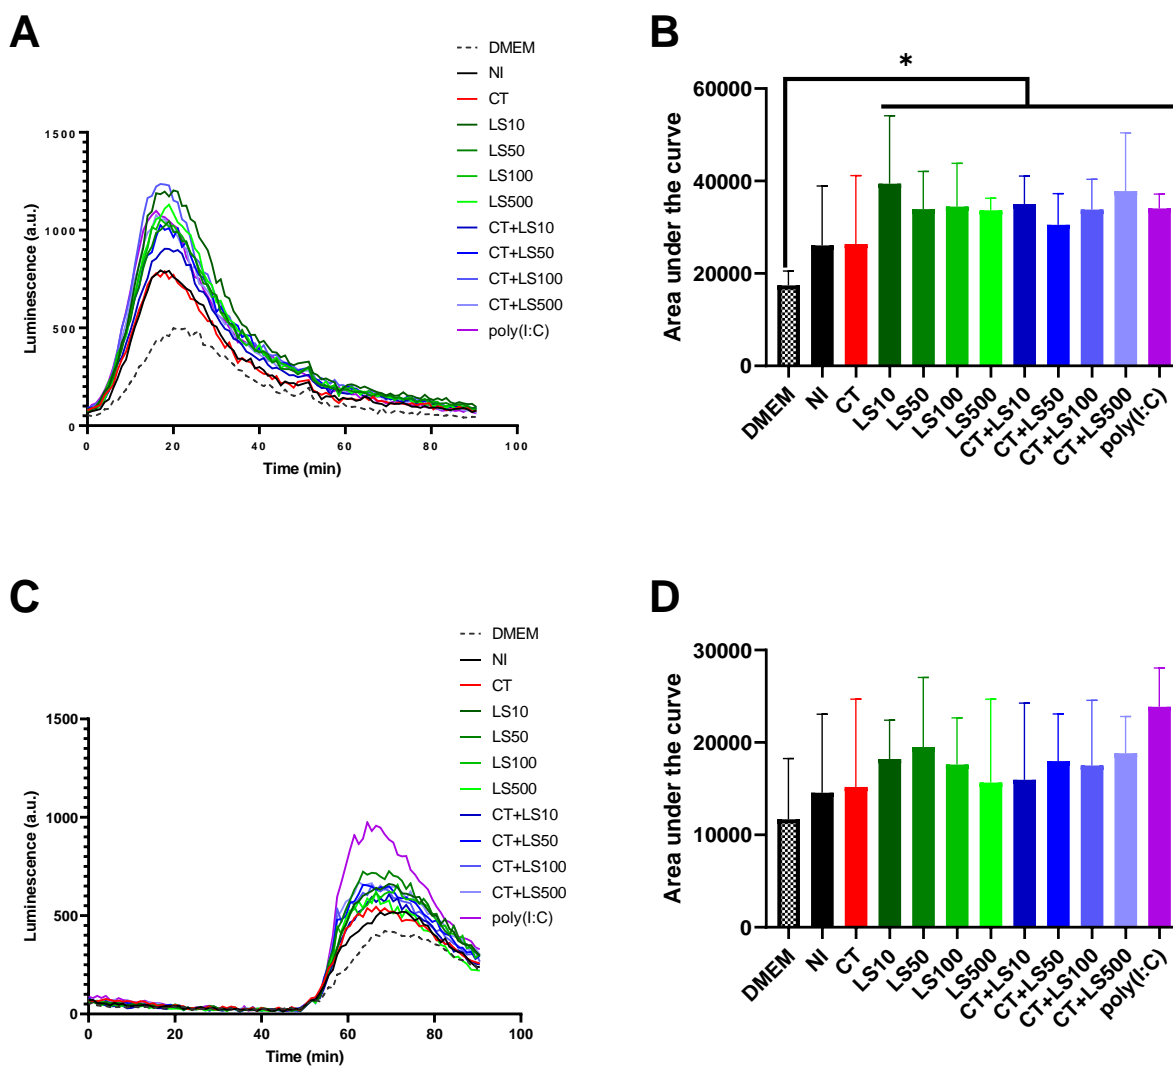 A
DMEM
NI
CT
LS10
LS50
LS100
LS500
CT+LS10
CT+LS50
CT+LS100
CT+LS500
poly(I:C)
Luminescence (a.u.)
1500
1000
500
0
0 20 40 60 80 100
Time (min)
B
*
Area under the curve
60000
40000
20000
0
DMEM
NI
CT
LS10
LS50
LS100
LS500
CT+LS10
CT+LS50
CT+LS100
CT+LS500
poly(I:C)
C
DMEM
NI
CT
LS10
LS50
LS100
LS500
CT+LS10
CT+LS50
CT+LS100
CT+LS500
poly(I:C)
Luminescence (a.u.)
1500
1000
500
0
0 20 40 60 80 100
Time (min)
D
Area under the curve
30000
20000
10000
0
DMEM
NI
CT
LS10
LS50
LS100
LS500
CT+LS10
CT+LS50
CT+LS100
CT+LS500
poly(I:C)